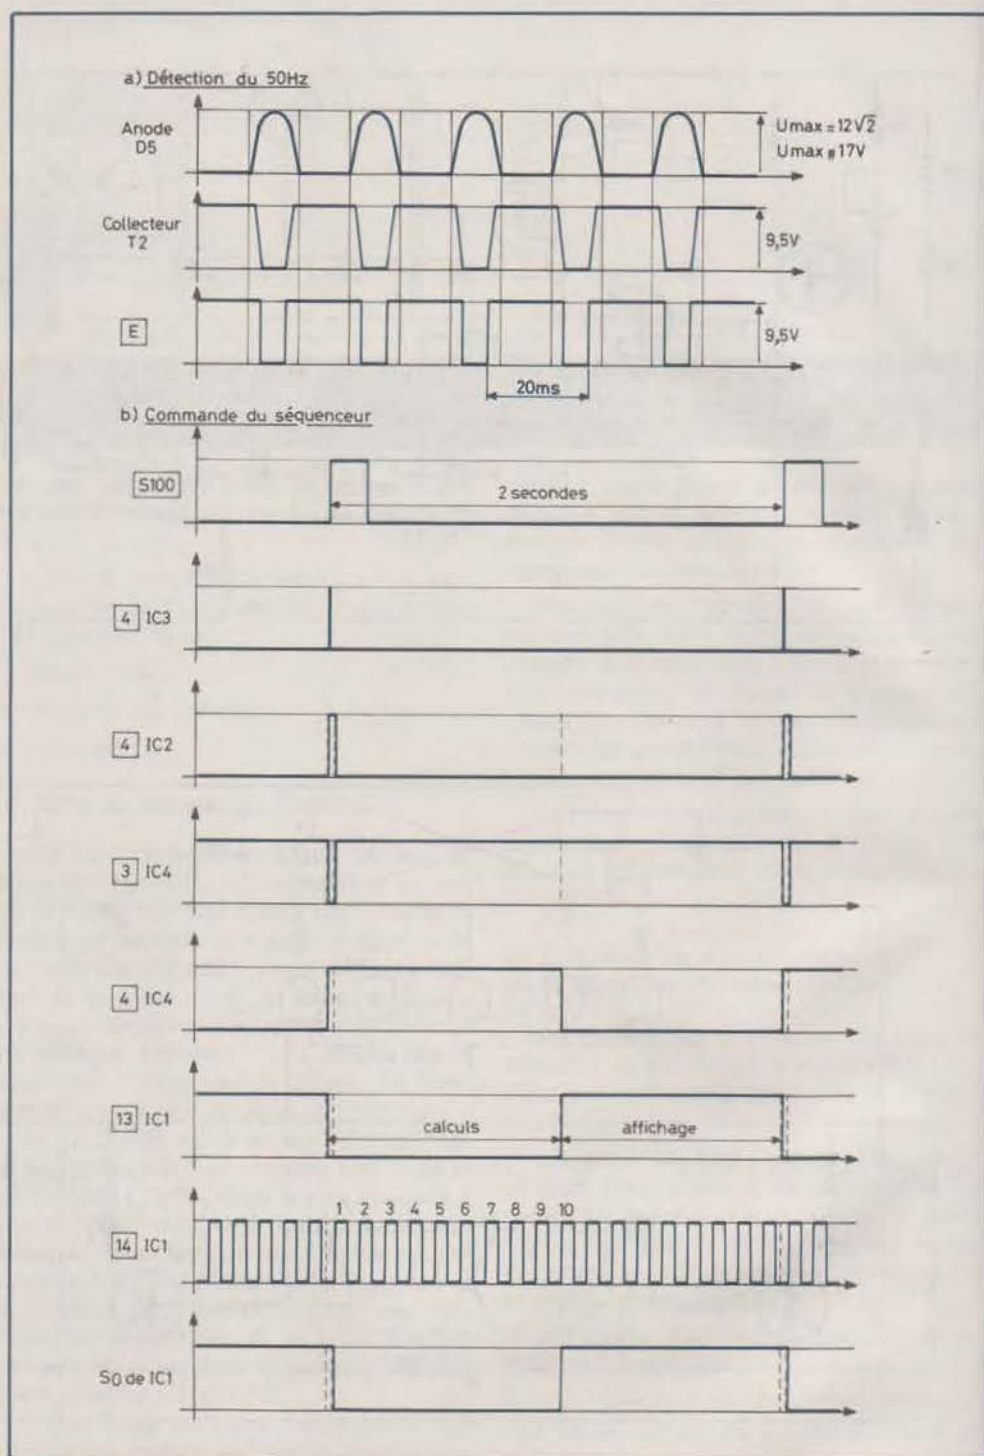 a) Détection du 50Hz
Anode
D5
Umax = 12√2
Umax # 17V
Collecteur
T2
9,5V
E
9,5V
20ms
b) Commande du séquenceur
S100
2 secondes
4 IC3
4 IC2
3 IC4
4 IC4
13 IC1
calculs
affichage
1 2 3 4 5 6 7 8 9 10
14 IC1
S0 de IC1